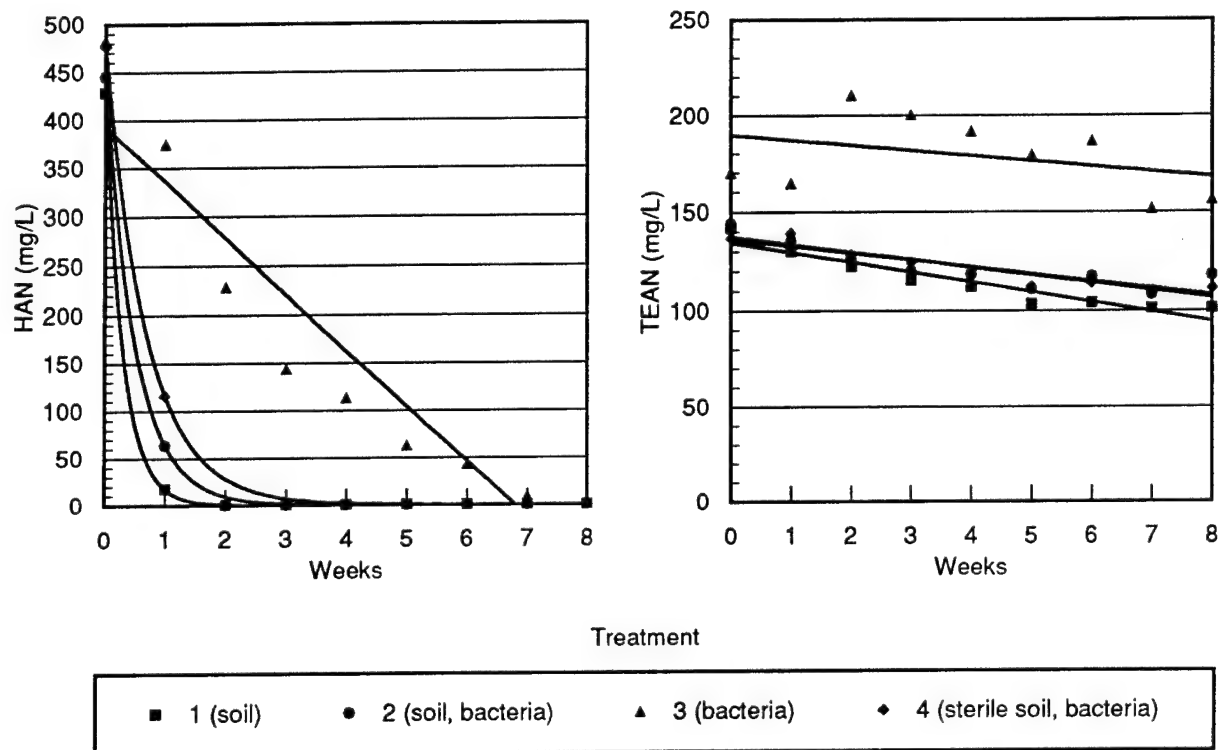 500
450
400
350
300
250
200
150
100
50
0
HAN (mg/L)
0 1 2 3 4 5 6 7 8
Weeks
250
200
150
100
50
0
TEAN (mg/L)
0 1 2 3 4 5 6 7 8
Weeks
Treatment
1 (soil) 2 (soil, bacteria) 3 (bacteria) 4 (sterile soil, bacteria)